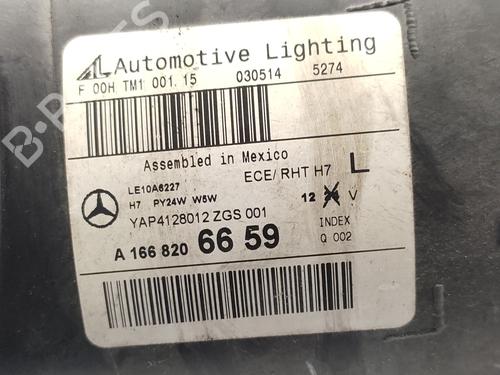 AL Automotive Lighting
F 00H TM1 001.15 030514 5274
Assembled in Mexico
ECE/ RHT H7 L
LE10A6227
H7 PY24W W5W 12 V
YAP4128012 ZGS 001 INDEX
A 166 820 66 59 Q 002